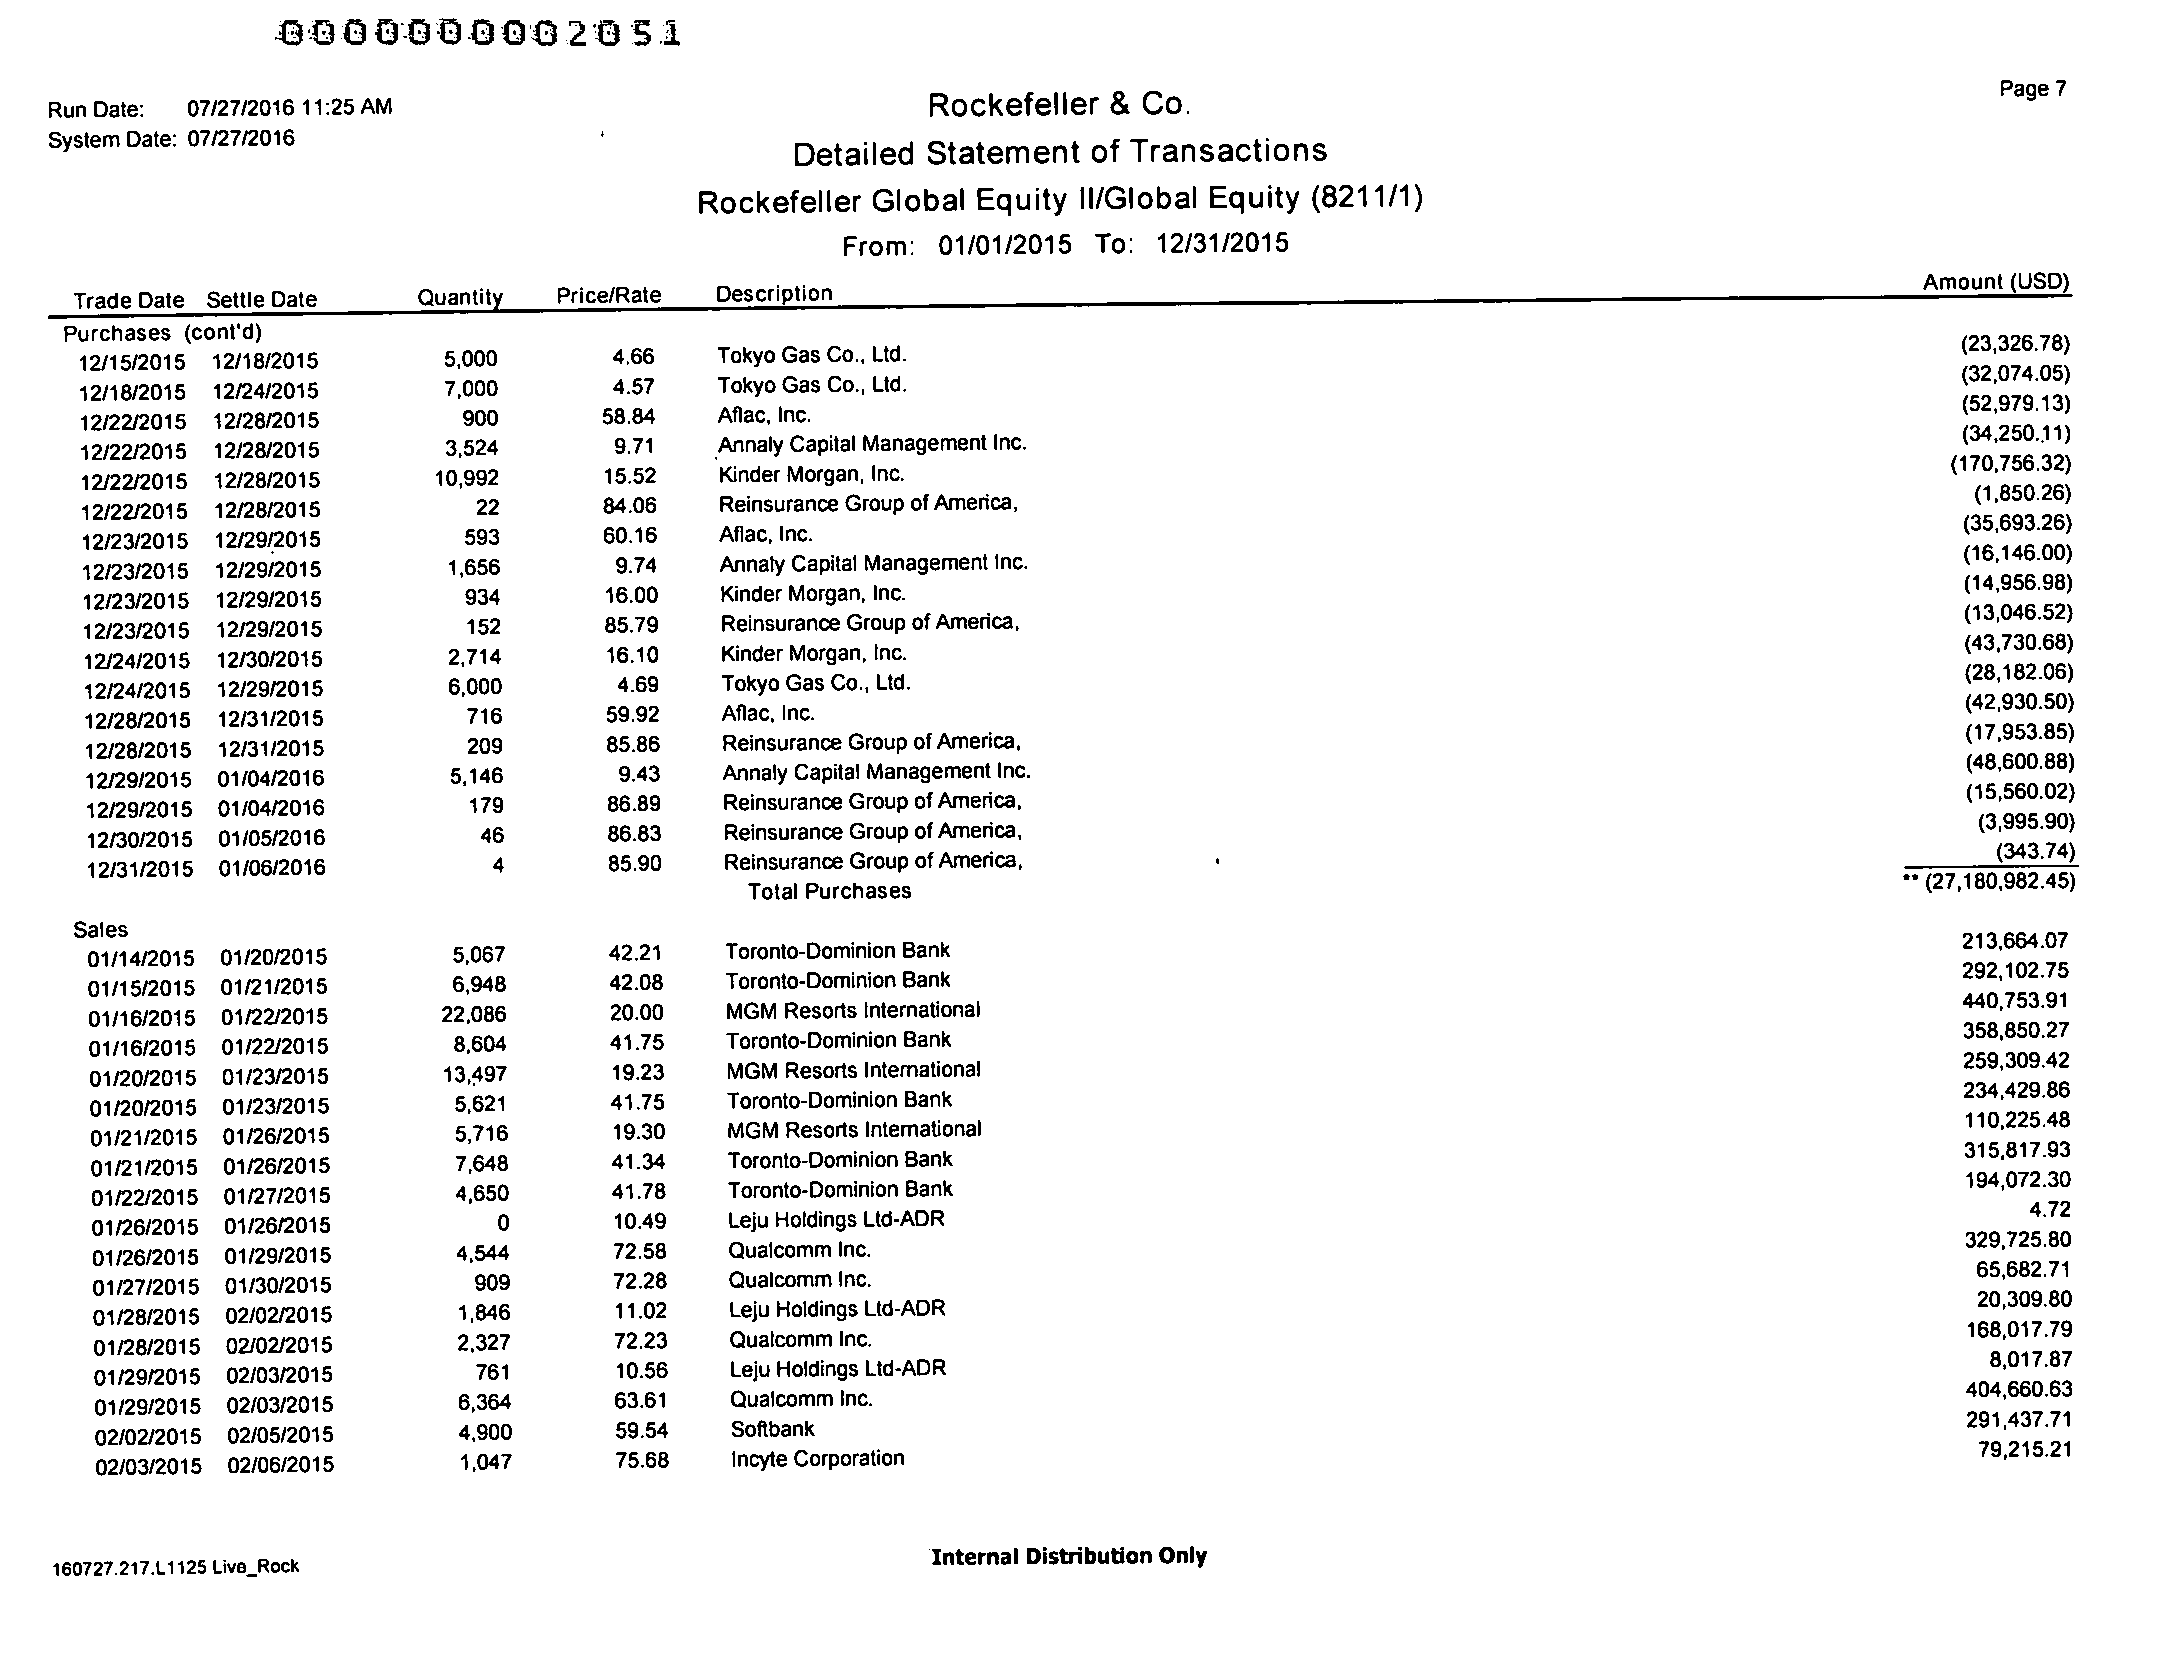 0000000002051
Page 7
Run Date: 07/27/2016 11:25 AM
System Date: 07/27/2016
Rockefeller & Co.
Detailed Statement of Transactions
Rockefeller Global Equity II/Global Equity (8211/1)
From: 01/01/2015 To: 12/31/2015
Trade Date Settle Date Quantity Price/Rate Description Amount (USD)
Purchases (cont'd)
12/15/2015 12/18/2015 5,000 4.66 Tokyo Gas Co., Ltd. (23,326.78)
12/18/2015 12/24/2015 7,000 4.57 Tokyo Gas Co., Ltd. (32,074.05)
12/22/2015 12/28/2015 900 58.84 Aflac, Inc. (52,979.13)
12/22/2015 12/28/2015 3,524 9.71 Annaly Capital Management Inc. (34,250.11)
12/22/2015 12/28/2015 10,992 15.52 Kinder Morgan, Inc. (170,756.32)
12/22/2015 12/28/2015 22 84.06 Reinsurance Group of America, (1,850.26)
12/23/2015 12/29/2015 593 60.16 Aflac, Inc. (35,693.26)
12/23/2015 12/29/2015 1,656 9.74 Annaly Capital Management Inc. (16,146.00)
12/23/2015 12/29/2015 934 16.00 Kinder Morgan, Inc. (14,956.98)
12/23/2015 12/29/2015 152 85.79 Reinsurance Group of America, (13,046.52)
12/24/2015 12/30/2015 2,714 16.10 Kinder Morgan, Inc. (43,730.68)
12/24/2015 12/29/2015 6,000 4.69 Tokyo Gas Co., Ltd. (28,182.06)
12/28/2015 12/31/2015 716 59.92 Aflac, Inc. (42,930.50)
12/28/2015 12/31/2015 209 85.86 Reinsurance Group of America, (17,953.85)
12/29/2015 01/04/2016 5,146 9.43 Annaly Capital Management Inc. (48,600.88)
12/29/2015 01/04/2016 179 86.89 Reinsurance Group of America, (15,560.02)
12/30/2015 01/05/2016 46 86.83 Reinsurance Group of America, (3,995.90)
12/31/2015 01/06/2016 4 85.90 Reinsurance Group of America, (343.74)
Total Purchases ** (27,180,982.45)
Sales
01/14/2015 01/20/2015 5,067 42.21 Toronto-Dominion Bank 213,664.07
01/15/2015 01/21/2015 6,948 42.08 Toronto-Dominion Bank 292,102.75
01/16/2015 01/22/2015 22,086 20.00 MGM Resorts International 440,753.91
01/16/2015 01/22/2015 8,604 41.75 Toronto-Dominion Bank 358,850.27
01/20/2015 01/23/2015 13,497 19.23 MGM Resorts International 259,309.42
01/20/2015 01/23/2015 5,621 41.75 Toronto-Dominion Bank 234,429.86
01/21/2015 01/26/2015 5,716 19.30 MGM Resorts International 110,225.48
01/21/2015 01/26/2015 7,648 41.34 Toronto-Dominion Bank 315,817.93
01/22/2015 01/27/2015 4,650 41.78 Toronto-Dominion Bank 194,072.30
01/26/2015 01/26/2015 0 10.49 Leju Holdings Ltd-ADR 4.72
01/26/2015 01/29/2015 4,544 72.58 Qualcomm Inc. 329,725.80
01/27/2015 01/30/2015 909 72.28 Qualcomm Inc. 65,682.71
01/28/2015 02/02/2015 1,846 11.02 Leju Holdings Ltd-ADR 20,309.80
01/28/2015 02/02/2015 2,327 72.23 Qualcomm Inc. 168,017.79
01/29/2015 02/03/2015 761 10.56 Leju Holdings Ltd-ADR 8,017.87
01/29/2015 02/03/2015 6,364 63.61 Qualcomm Inc. 404,660.63
02/02/2015 02/05/2015 4,900 59.54 Softbank 291,437.71
02/03/2015 02/06/2015 1,047 75.68 Incyte Corporation 79,215.21
Internal Distribution Only
160727.217.L1125 Live_Rock